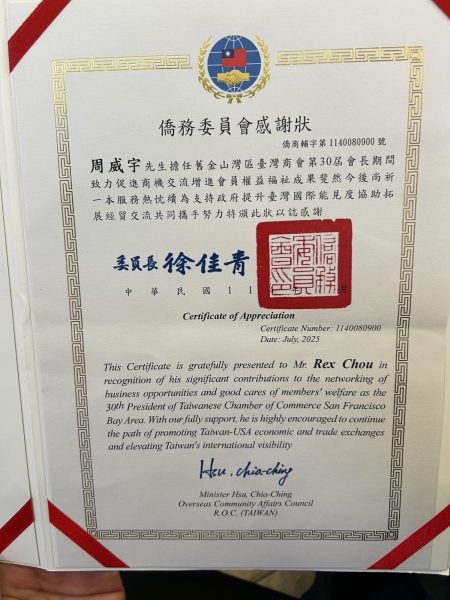 僑務委員會感謝狀
僑商輔字第1140080900號
周威宇先生擔任舊金山灣區臺灣商會第30屆會長期間
致力促進商機交流增進會員權益福祉成果斐然今後尚祈
一本服務熱忱續為支持政府提升臺灣國際能見度協助拓
展經貿交流共同攜手努力特頒此狀以誌感謝
委員長 徐佳青
僑務委員會印
中華民國11 月
Certificate of Appreciation
Certificate Number: 1140080900
Date: July, 2025
This Certificate is gratefully presented to Mr. Rex Chou in
recognition of his significant contributions to the networking of
business opportunities and good cares of members' welfare as the
30th President of Taiwanese Chamber of Commerce San Francisco
Bay Area. With our fully support, he is highly encouraged to continue
the path of promoting Taiwan-USA economic and trade exchanges
and elevating Taiwan's international visibility
Hsu, Chia-ching
Minister Hsu, Chia-Ching
Overseas Community Affairs Council
R.O.C. (TAIWAN)